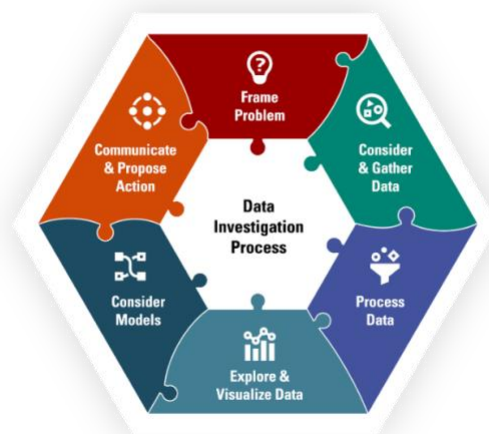 Frame
Problem
Consider
& Gather
Data
Process
Data
Explore &
Visualize Data
Consider
Models
Communicate
& Propose
Action
Data
Investigation
Process